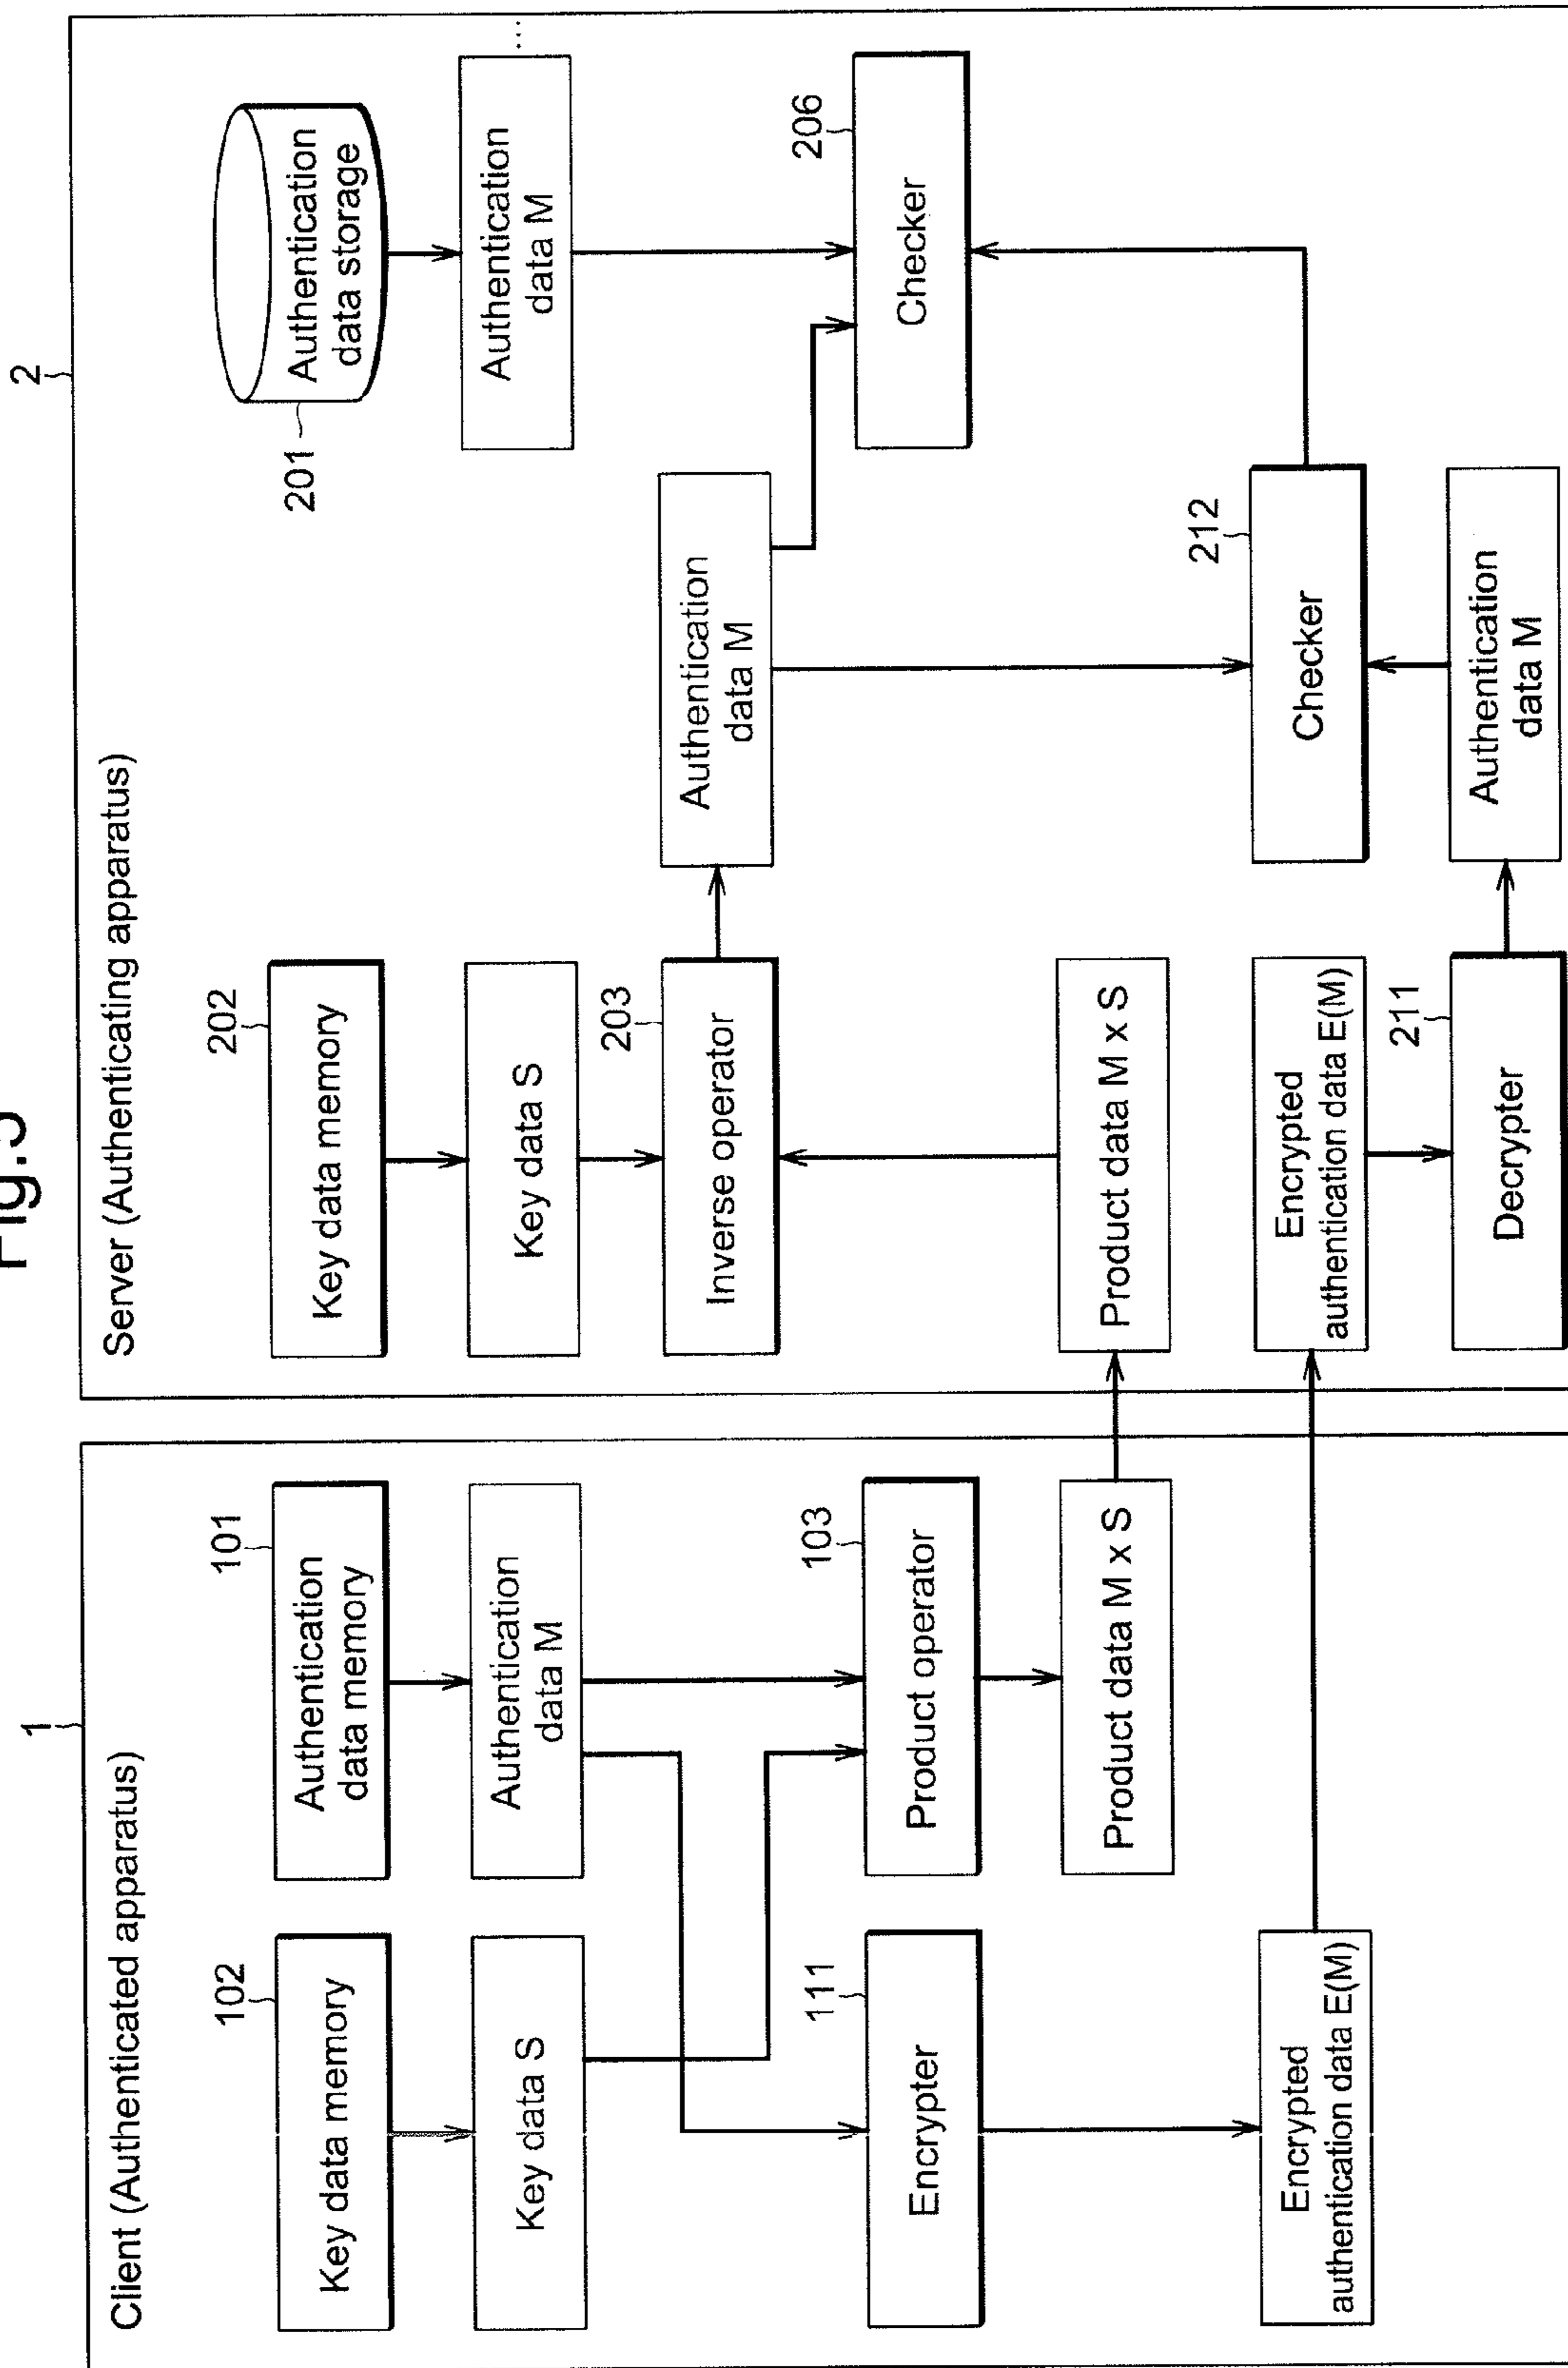 Fig.5
1
Client (Authenticated apparatus)
102
Key data memory
Key data S
101
Authentication
data memory
Authentication
data M
111
Encrypter
103
Product operator
Product data M x S
Encrypted
authentication data E(M)
2
Server (Authenticating apparatus)
202
Key data memory
Key data S
203
Inverse operator
Product data M x S
Encrypted
authentication data E(M)
211
Decrypter
Authentication
data M
212
Checker
Authentication
data M
201
Authentication
data storage
Authentication
data M
...
206
Checker